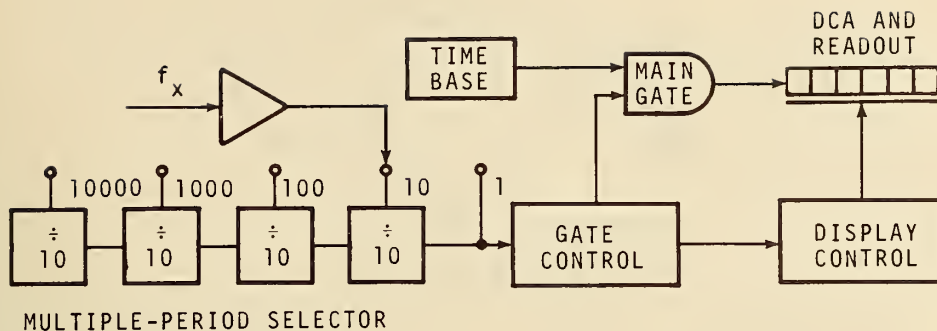 DCA AND
READOUT
TIME
BASE
MAIN
GATE
f x
10000
1000
100
10
1
÷
10
÷
10
÷
10
÷
10
GATE
CONTROL
DISPLAY
CONTROL
MULTIPLE-PERIOD SELECTOR